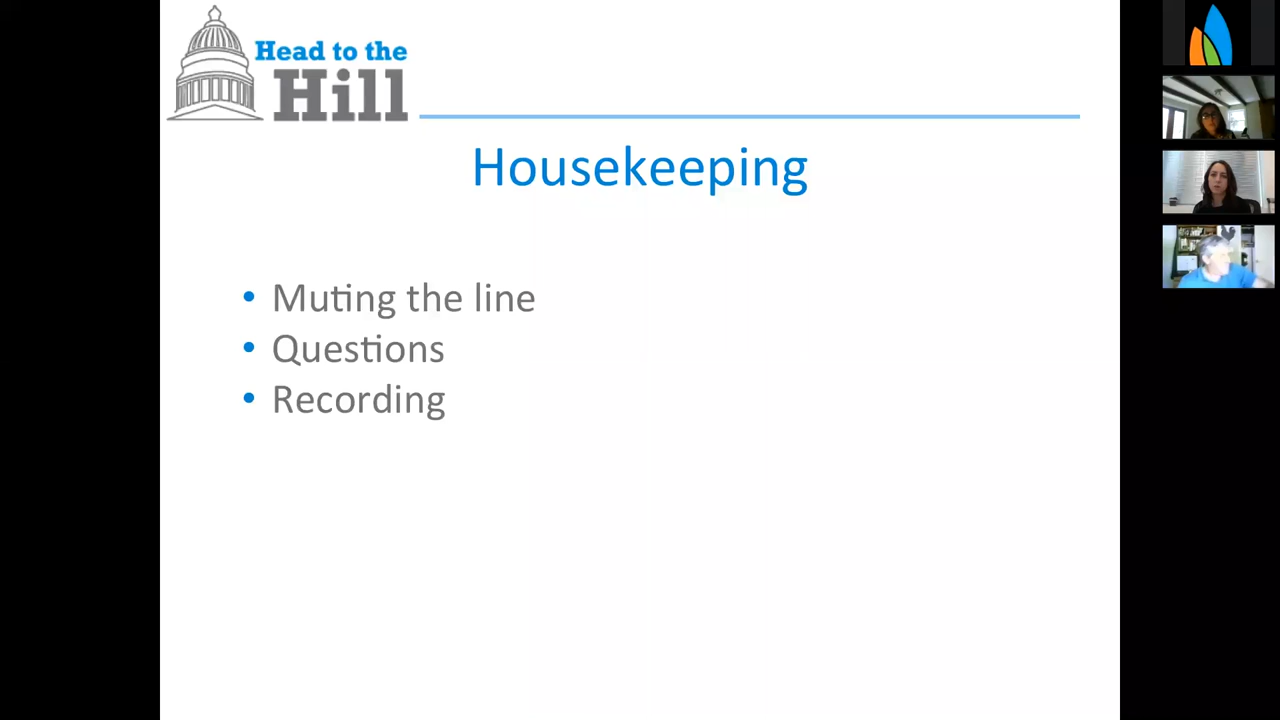 Head to the
Hill
Housekeeping
• Muting the line
• Questions
• Recording